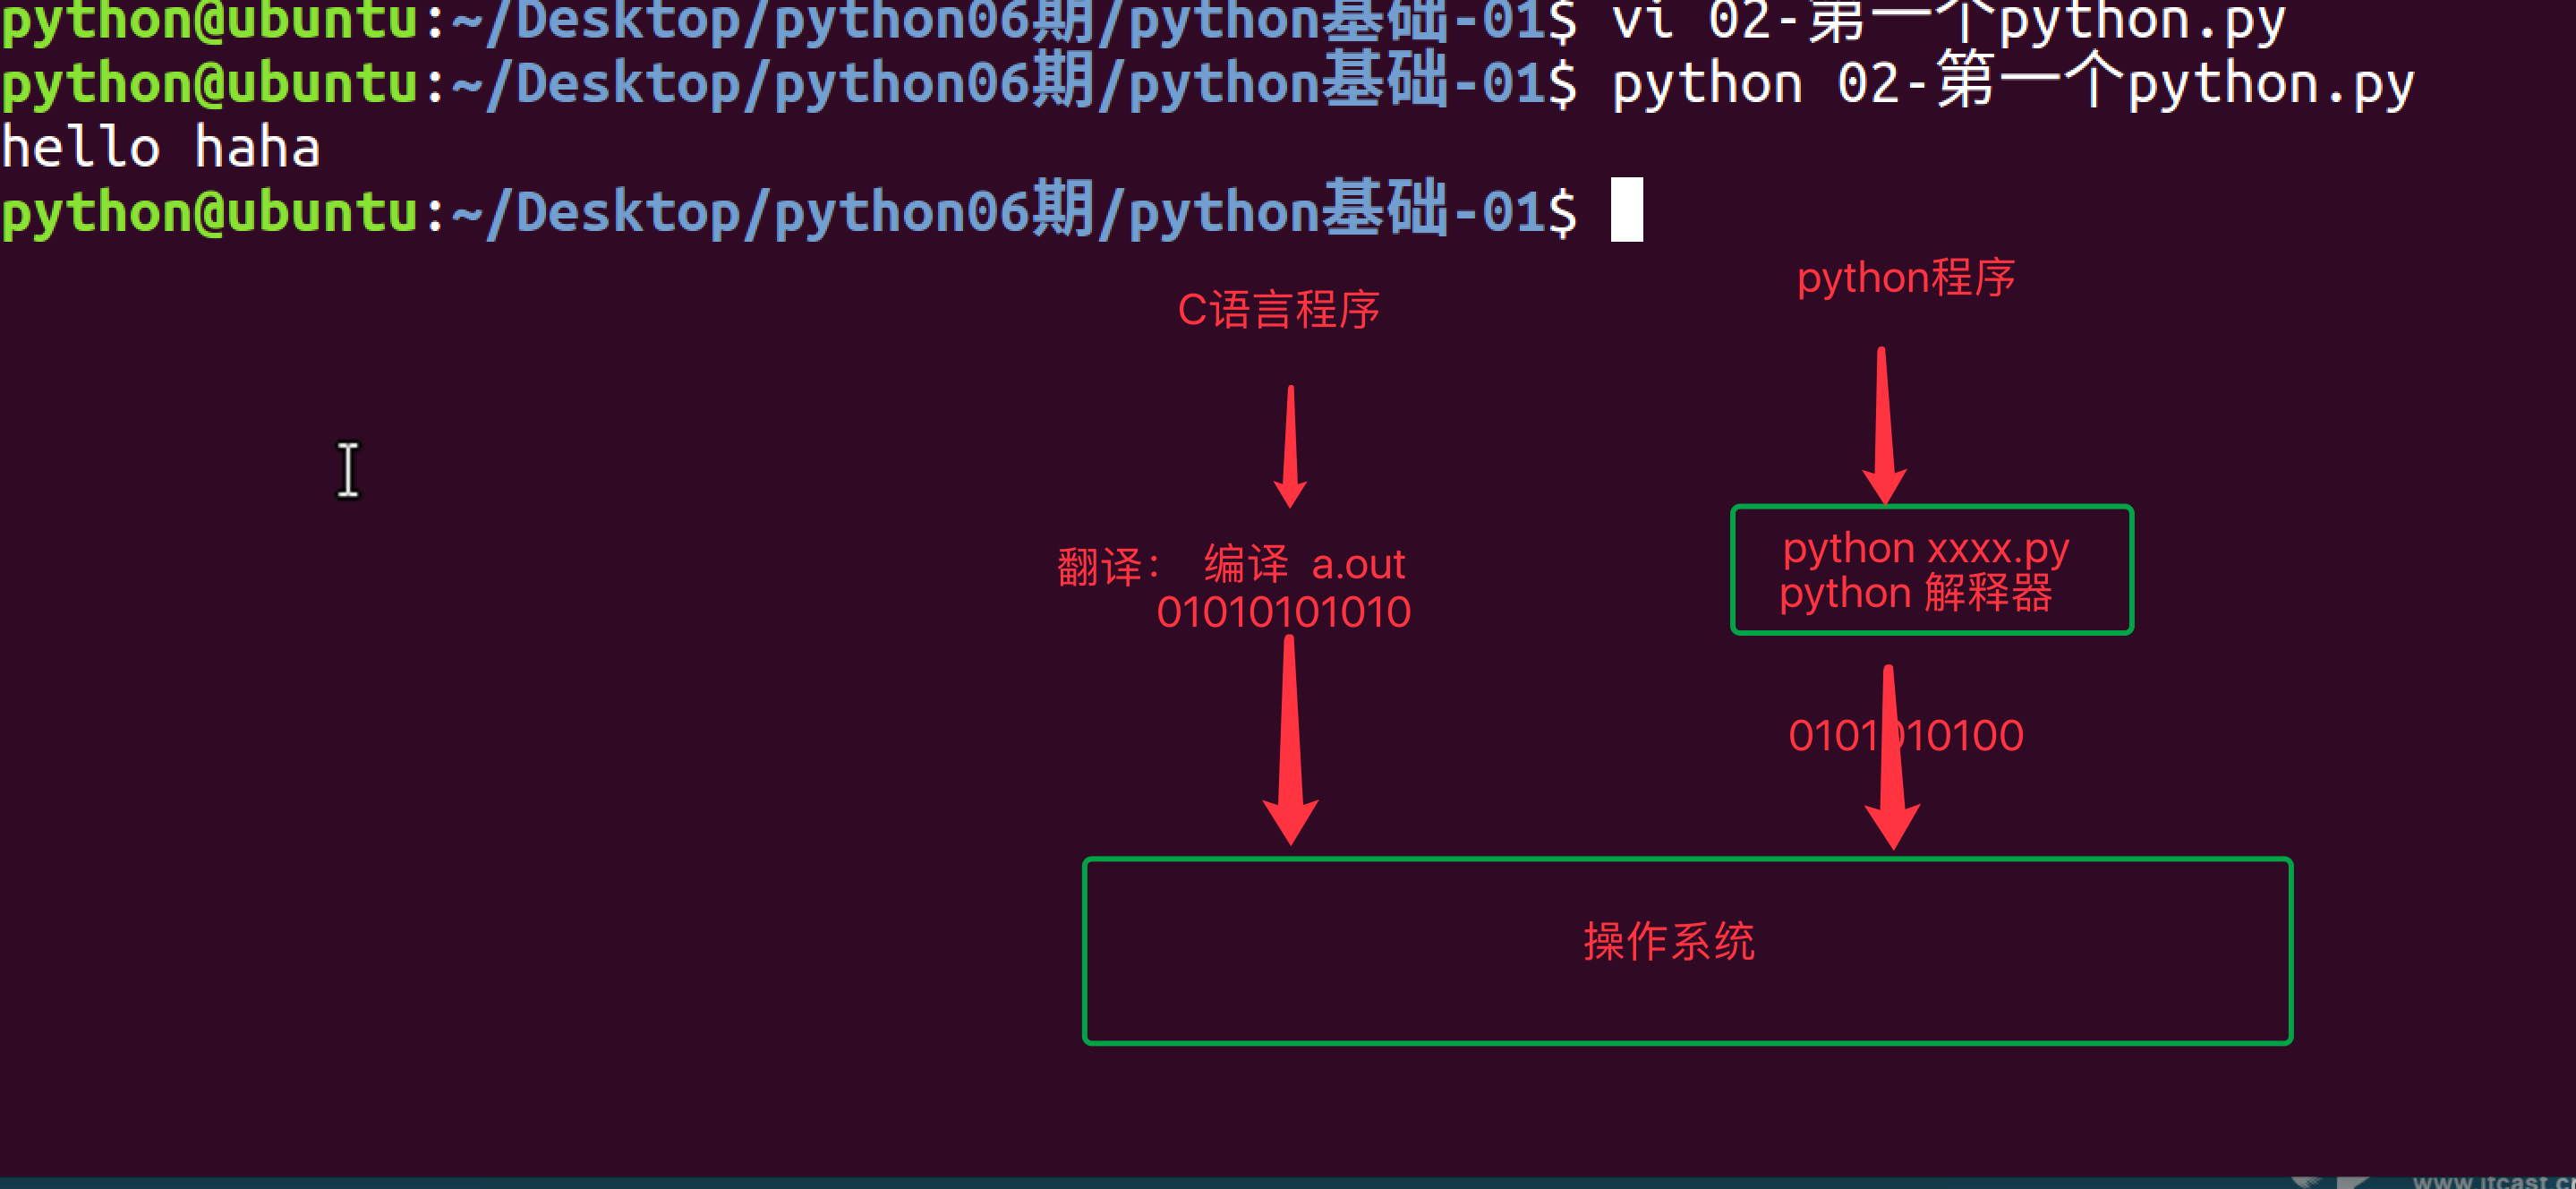 python@ubuntu:~/Desktop/python06期/python基础-01$ vi 02-第一个python.py
python@ubuntu:~/Desktop/python06期/python基础-01$ python 02-第一个python.py
hello haha
python@ubuntu:~/Desktop/python06期/python基础-01$
C语言程序
python程序
翻译: 编译 a.out
01010101010
python xxxx.py
python 解释器
0101010100
操作系统